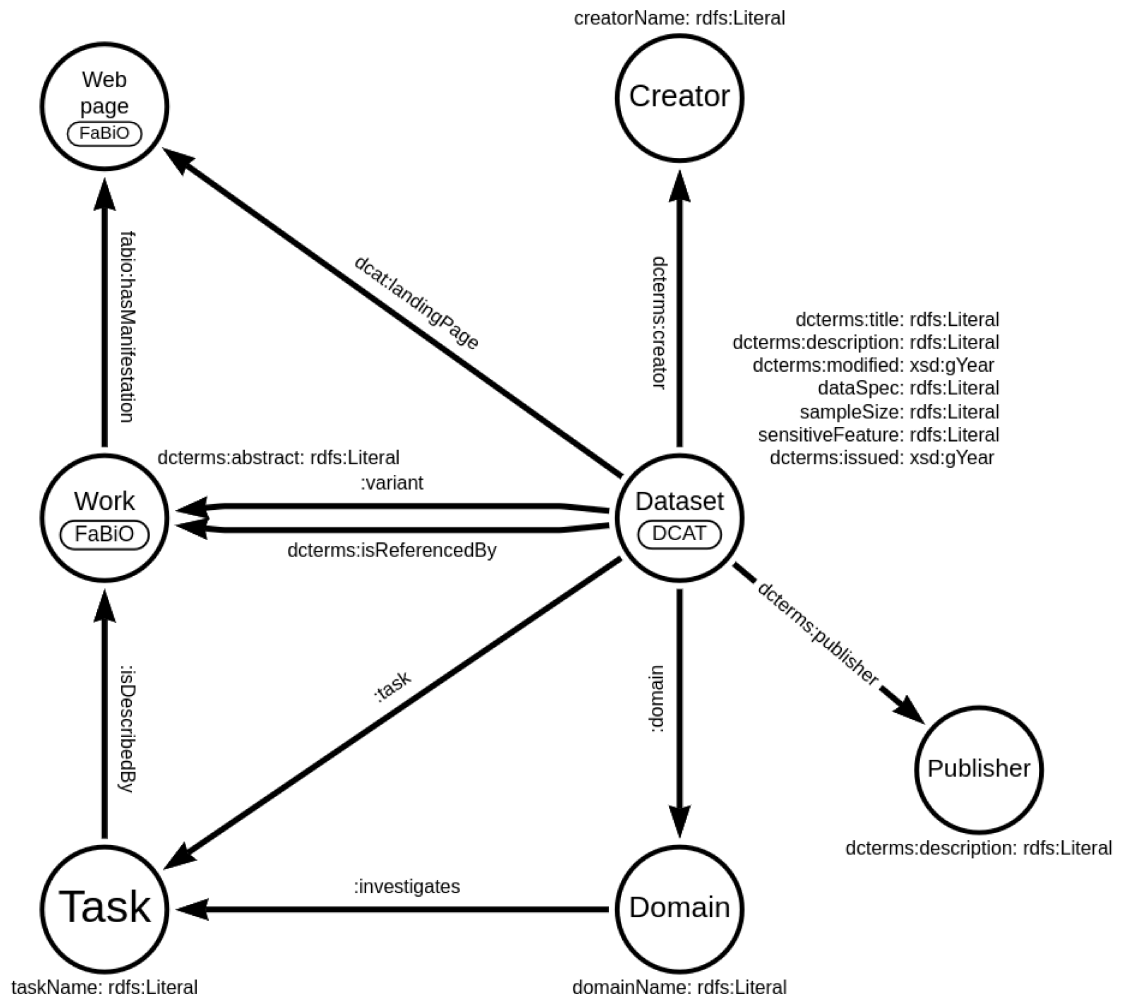 creatorName: rdfs:Literal
Web
page
FaBiO
Creator
fabio:hasManifestation
dcat:landingPage
dcterms:creator
dcterms:title: rdfs:Literal
dcterms:description: rdfs:Literal
dcterms:modified: xsd:gYear
dataSpec: rdfs:Literal
sampleSize: rdfs:Literal
sensitiveFeature: rdfs:Literal
dcterms:issued: xsd:gYear
dcterms:abstract: rdfs:Literal
:variant
Work
FaBiO
Dataset
DCAT
dcterms:isReferencedBy
dcterms:publisher
:isDescribedBy
:task
:domain
Publisher
dcterms:description: rdfs:Literal
:investigates
Task
Domain
taskName: rdfs:Literal
domainName: rdfs:Literal